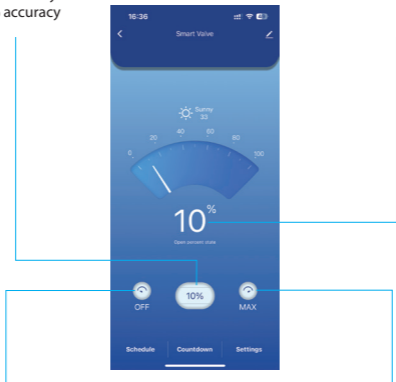 accuracy
16:36
Smart Valve
Sunny
33
0 20 40 60 80 100
10%
Open percent state
OFF
10%
MAX
Schedule Countdown Settings